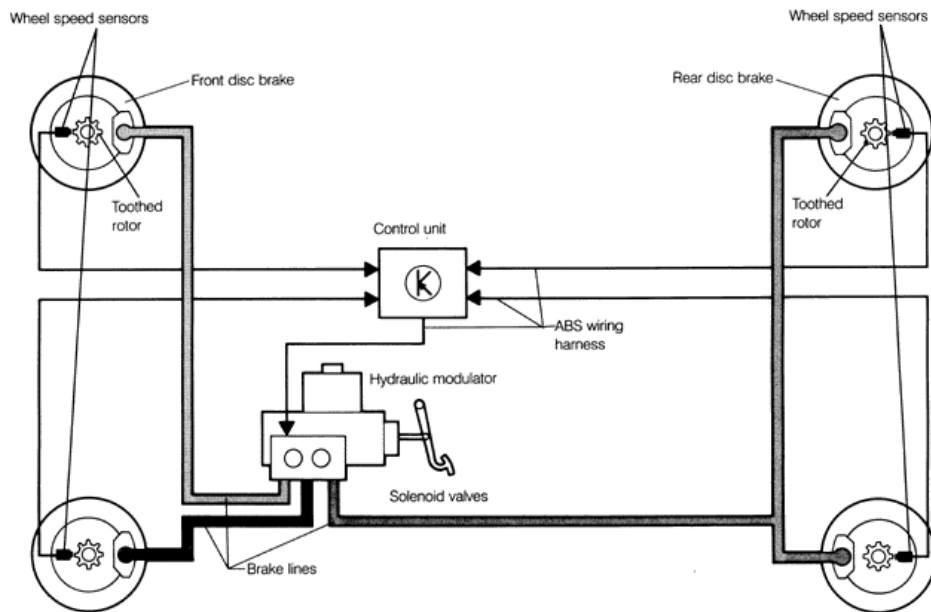 Wheel speed sensors
Wheel speed sensors
Front disc brake
Rear disc brake
Toothed
rotor
Toothed
rotor
Control unit
ABS wiring
harness
Hydraulic modulator
Solenoid valves
Brake lines